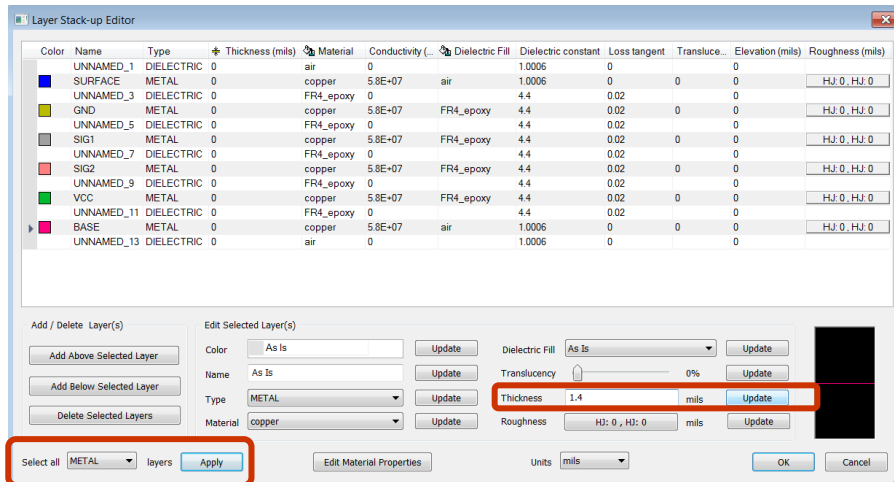 Layer Stack-up Editor
Color Name Type Thickness (mils) Material Conductivity (... Dielectric Fill Dielectric constant Loss tangent Transluce... Elevation (mils) Roughness (mils)
UNNAMED_1 DIELECTRIC 0 air 0 1.0006 0 0
SURFACE METAL 0 copper 5.8E+07 air 1.0006 0 0 0 HJ: 0 , HJ: 0
UNNAMED_3 DIELECTRIC 0 FR4_epoxy 0 4.4 0.02 0
GND METAL 0 copper 5.8E+07 FR4_epoxy 4.4 0.02 0 0 HJ: 0 , HJ: 0
UNNAMED_5 DIELECTRIC 0 FR4_epoxy 0 4.4 0.02 0
SIG1 METAL 0 copper 5.8E+07 FR4_epoxy 4.4 0.02 0 0 HJ: 0 , HJ: 0
UNNAMED_7 DIELECTRIC 0 FR4_epoxy 0 4.4 0.02 0
SIG2 METAL 0 copper 5.8E+07 FR4_epoxy 4.4 0.02 0 0 HJ: 0 , HJ: 0
UNNAMED_9 DIELECTRIC 0 FR4_epoxy 0 4.4 0.02 0
VCC METAL 0 copper 5.8E+07 FR4_epoxy 4.4 0.02 0 0 HJ: 0 , HJ: 0
UNNAMED_11 DIELECTRIC 0 FR4_epoxy 0 4.4 0.02 0
BASE METAL 0 copper 5.8E+07 air 1.0006 0 0 0 HJ: 0 , HJ: 0
UNNAMED_13 DIELECTRIC 0 air 0 1.0006 0 0
Add / Delete Layer(s) Edit Selected Layer(s)
Add Above Selected Layer Color As Is Update Dielectric Fill As Is Update
Add Below Selected Layer Name As Is Update Translucency 0% Update
Delete Selected Layers Type METAL Update Thickness 1.4 mils Update
Material copper Update Roughness HJ: 0 , HJ: 0 mils Update
Select all METAL layers Apply Edit Material Properties Units mils OK Cancel